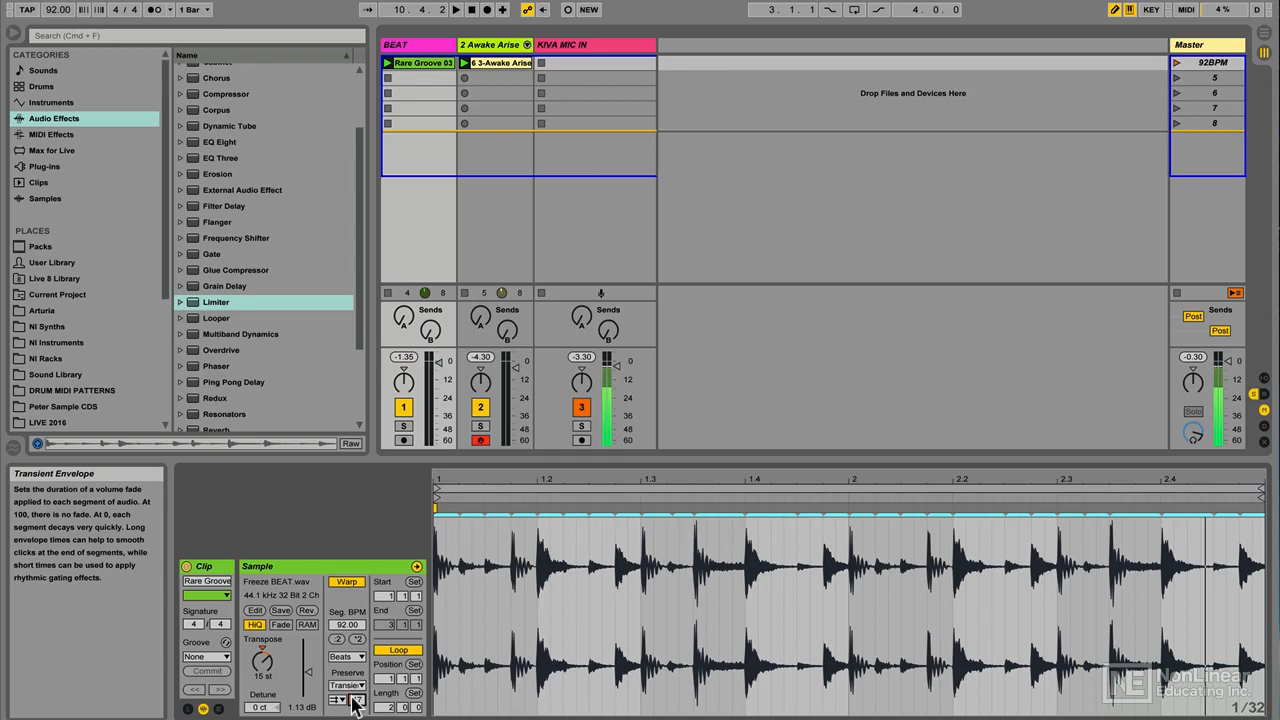 TAP 92.00 4 / 4 1 Bar 10. 4. 2 NEW 3. 1. 1 4. 0. 0 KEY MIDI 4 % D
Search (Cmd + F)
CATEGORIES
Sounds
Drums
Instruments
Audio Effects
MIDI Effects
Max for Live
Plug-ins
Clips
Samples
PLACES
Packs
User Library
Live 8 Library
Current Project
Arturia
NI Synths
NI Instruments
NI Racks
Sound Library
DRUM MIDI PATTERNS
Peter Sample CDS
LIVE 2016
Name
Chorus
Compressor
Corpus
Dynamic Tube
EQ Eight
EQ Three
Erosion
External Audio Effect
Filter Delay
Flanger
Frequency Shifter
Gate
Glue Compressor
Grain Delay
Limiter
Looper
Multiband Dynamics
Overdrive
Phaser
Ping Pong Delay
Redux
Resonators
Reverb
Raw
BEAT 2 Awake Arise KIVA MIC IN Master
Rare Groove 03 6 3-Awake Arise 92BPM
5
Drop Files and Devices Here 6
7
8
4 8 5 8
Sends Sends Sends Sends
A A A Post
B B B Post
-1.35 0 -4.30 0 -3.30 0 -0.30 0
12 12 12 12
24 24 24 24
1 2 3 36 36 36 36
S S S Solo
48 48 48 48
60 60 60 60
Transient Envelope
Sets the duration of a volume fade
applied to each segment of audio. At
100, there is no fade. At 0, each
segment decays very quickly. Long
envelope times can help to smooth
clicks at the end of segments, while
short times can be used to apply
rhythmic gating effects.
Clip
Rare Groove
Signature
4 / 4
Groove
None
Commit
<< >>
Sample
Freeze BEAT.wav
44.1 kHz 32 Bit 2 Ch
Edit Save Rev.
HiQ Fade RAM
Transpose
15 st
Detune
0 ct 1.13 dB
Warp
Seg. BPM
92.00
:2 *2
Beats
Preserve
Transie
Start Set
1 1 1
End Set
3 1 1
Loop
Position Set
1 1 1
Length Set
2 0 0
1 1.2 1.3 1.4 2 2.2 2.3 2.4
NonLinear
Educating Inc.
1/32